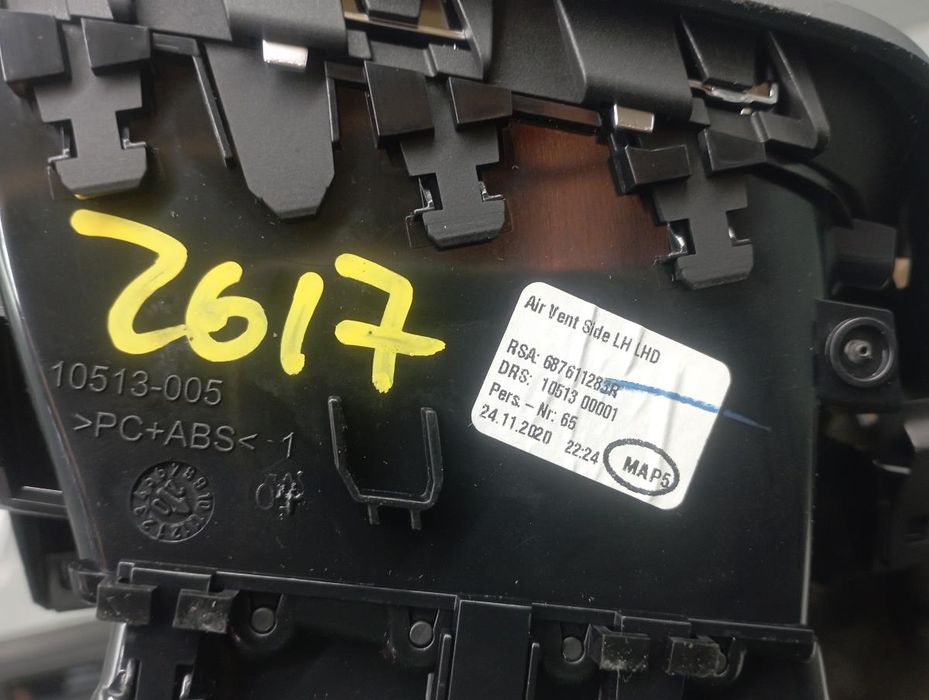 2617
10513-005
>PC+ABS< -1
Air Vent Side LH LHD
RSA: 687611283R
DRS: 10513 00001
Pers. - Nr: 65
24.11.2020 22:24
MAP5